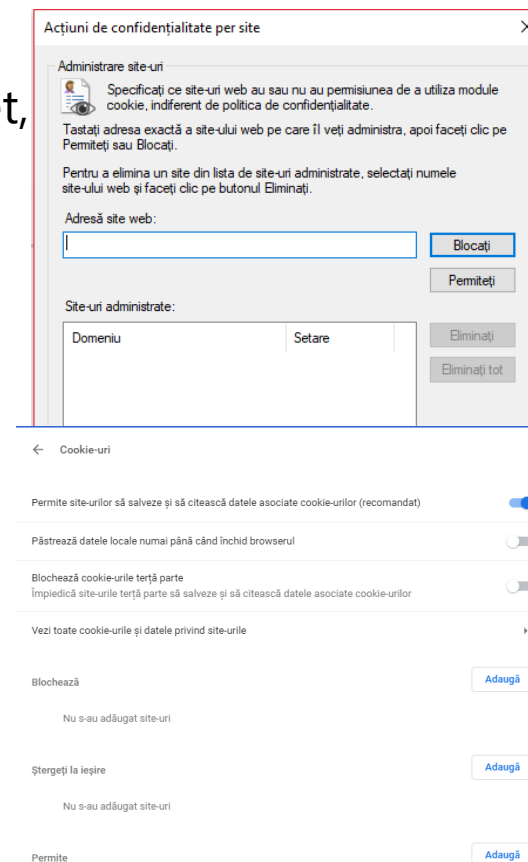 Acțiuni de confidențialitate per site
Administrare site-uri
Specificați ce site-uri web au sau nu au permisiunea de a utiliza module
cookie, indiferent de politica de confidențialitate.
Tastați adresa exactă a site-ului web pe care îl veți administra, apoi faceți clic pe
Permiteți sau Blocați.
Pentru a elimina un site din lista de site-uri administrate, selectați numele
site-ului web și faceți clic pe butonul Eliminați.
Adresă site web:
Blocați
Permiteți
Site-uri administrate:
Domeniu Setare
Eliminați
Eliminați tot
Cookie-uri
Permite site-urilor să salveze și să citească datele asociate cookie-urilor (recomandat)
Păstrează datele locale numai până când închid browserul
Blochează cookie-urile terță parte
Împiedică site-urile terță parte să salveze și să citească datele asociate cookie-urilor
Vezi toate cookie-urile și datele privind site-urile
Blochează Adaugă
Nu s-au adăugat site-uri
Ștergeți la ieșire Adaugă
Nu s-au adăugat site-uri
Permite Adaugă